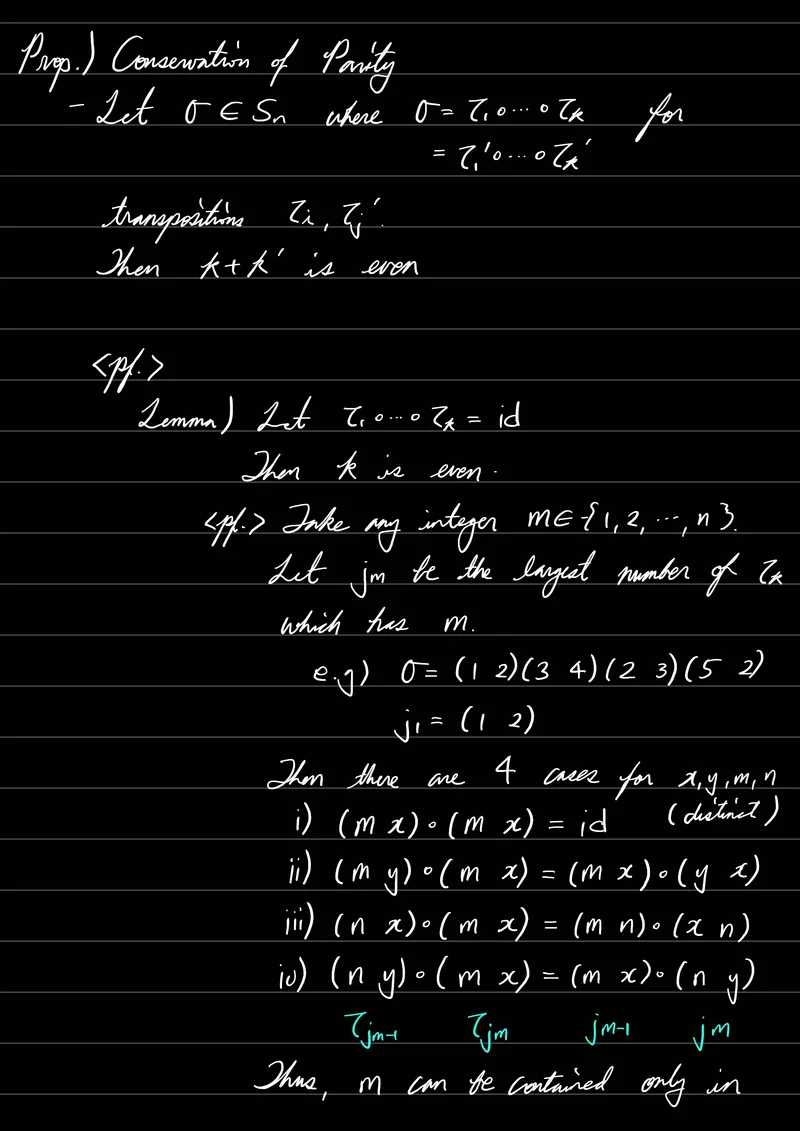 Prop.) Conservation of Parity
- Let σ ∈ Sn where σ = τ1 ∘ ⋯ ∘ τk for
= τ1' ∘ ⋯ ∘ τk'
transpositions τi, τj'.
Then k + k' is even
<pf.>
Lemma) Let τ1 ∘ ⋯ ∘ τk = id
Then k is even.
<pf.> Take any integer m ∈ {1, 2, ⋯, n}.
Let jm be the largest number of τk
which has m.
e.g) σ = (1 2)(3 4)(2 3)(5 2)
j1 = (1 2)
Then there are 4 cases for x, y, m, n
(distinct)
i) (m x)∘(m x) = id
ii) (m y)∘(m x) = (m x)∘(y x)
iii) (n x)∘(m x) = (m n)∘(x n)
iv) (n y)∘(m x) = (m x)∘(n y)
τjm-1 τjm jm-1 jm
Thus, m can be contained only in